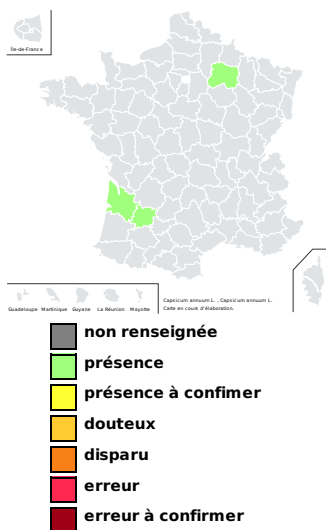 Île-de-France
Guadeloupe Martinique Guyane La Réunion Mayotte
Capsicum annuum L. , Capsicum annuum L.
Carte en cours d'élaboration.
non renseignée
présence
présence à confimer
douteux
disparu
erreur
erreur à confirmer